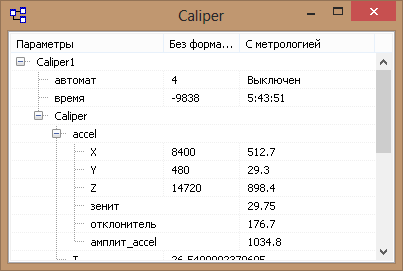 Caliper
Параметры Без форма... С метрологией
Caliper1
автомат 4 Выключен
время -9838 5:43:51
Caliper
accel
X 8400 512.7
Y 480 29.3
Z 14720 898.4
зенит 29.75
отклонитель 176.7
амплит_accel 1034.8
T